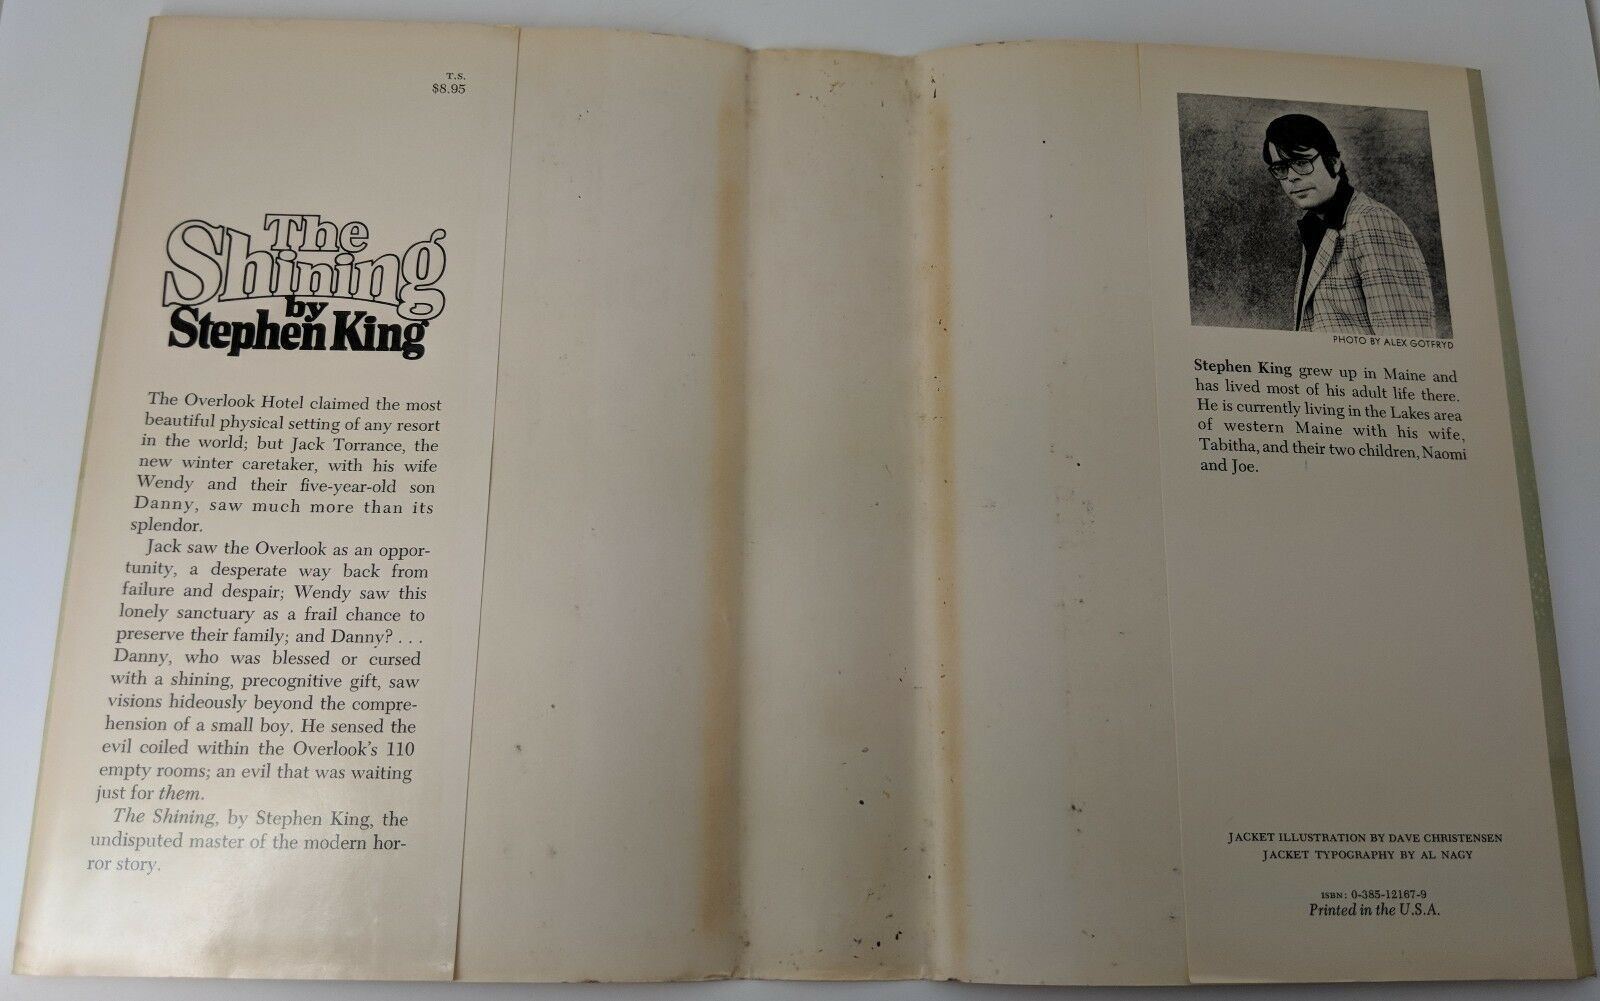 T.S.
$8.95
The
Shining
by
Stephen King
The Overlook Hotel claimed the most
beautiful physical setting of any resort
in the world; but Jack Torrance, the
new winter caretaker, with his wife
Wendy and their five-year-old son
Danny, saw much more than its
splendor.
Jack saw the Overlook as an oppor-
tunity, a desperate way back from
failure and despair; Wendy saw this
lonely sanctuary as a frail chance to
preserve their family; and Danny? . . .
Danny, who was blessed or cursed
with a shining, precognitive gift, saw
visions hideously beyond the compre-
hension of a small boy. He sensed the
evil coiled within the Overlook's 110
empty rooms; an evil that was waiting
just for them.
The Shining, by Stephen King, the
undisputed master of the modern hor-
ror story.
PHOTO BY ALEX GOTFRYD
Stephen King grew up in Maine and
has lived most of his adult life there.
He is currently living in the Lakes area
of western Maine with his wife,
Tabitha, and their two children, Naomi
and Joe.
JACKET ILLUSTRATION BY DAVE CHRISTENSEN
JACKET TYPOGRAPHY BY AL NAGY
ISBN: 0-385-12167-9
Printed in the U.S.A.